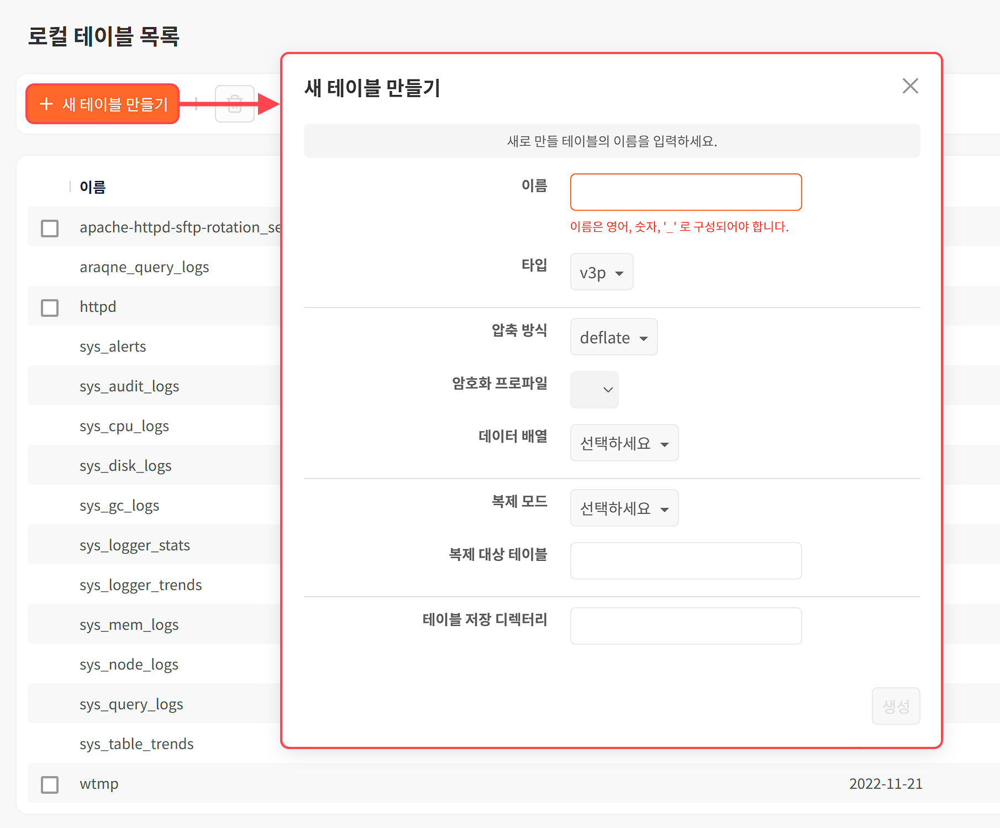 로컬 테이블 목록
+ 새 테이블 만들기
이름
apache-httpd-sftp-rotation_se
araqne_query_logs
httpd
sys_alerts
sys_audit_logs
sys_cpu_logs
sys_disk_logs
sys_gc_logs
sys_logger_stats
sys_logger_trends
sys_mem_logs
sys_node_logs
sys_query_logs
sys_table_trends
wtmp
2022-11-21
새 테이블 만들기
새로 만들 테이블의 이름을 입력하세요.
이름
이름은 영어, 숫자, '_' 로 구성되어야 합니다.
타입
v3p
압축 방식
deflate
암호화 프로파일
데이터 배열
선택하세요
복제 모드
선택하세요
복제 대상 테이블
테이블 저장 디렉터리
생성